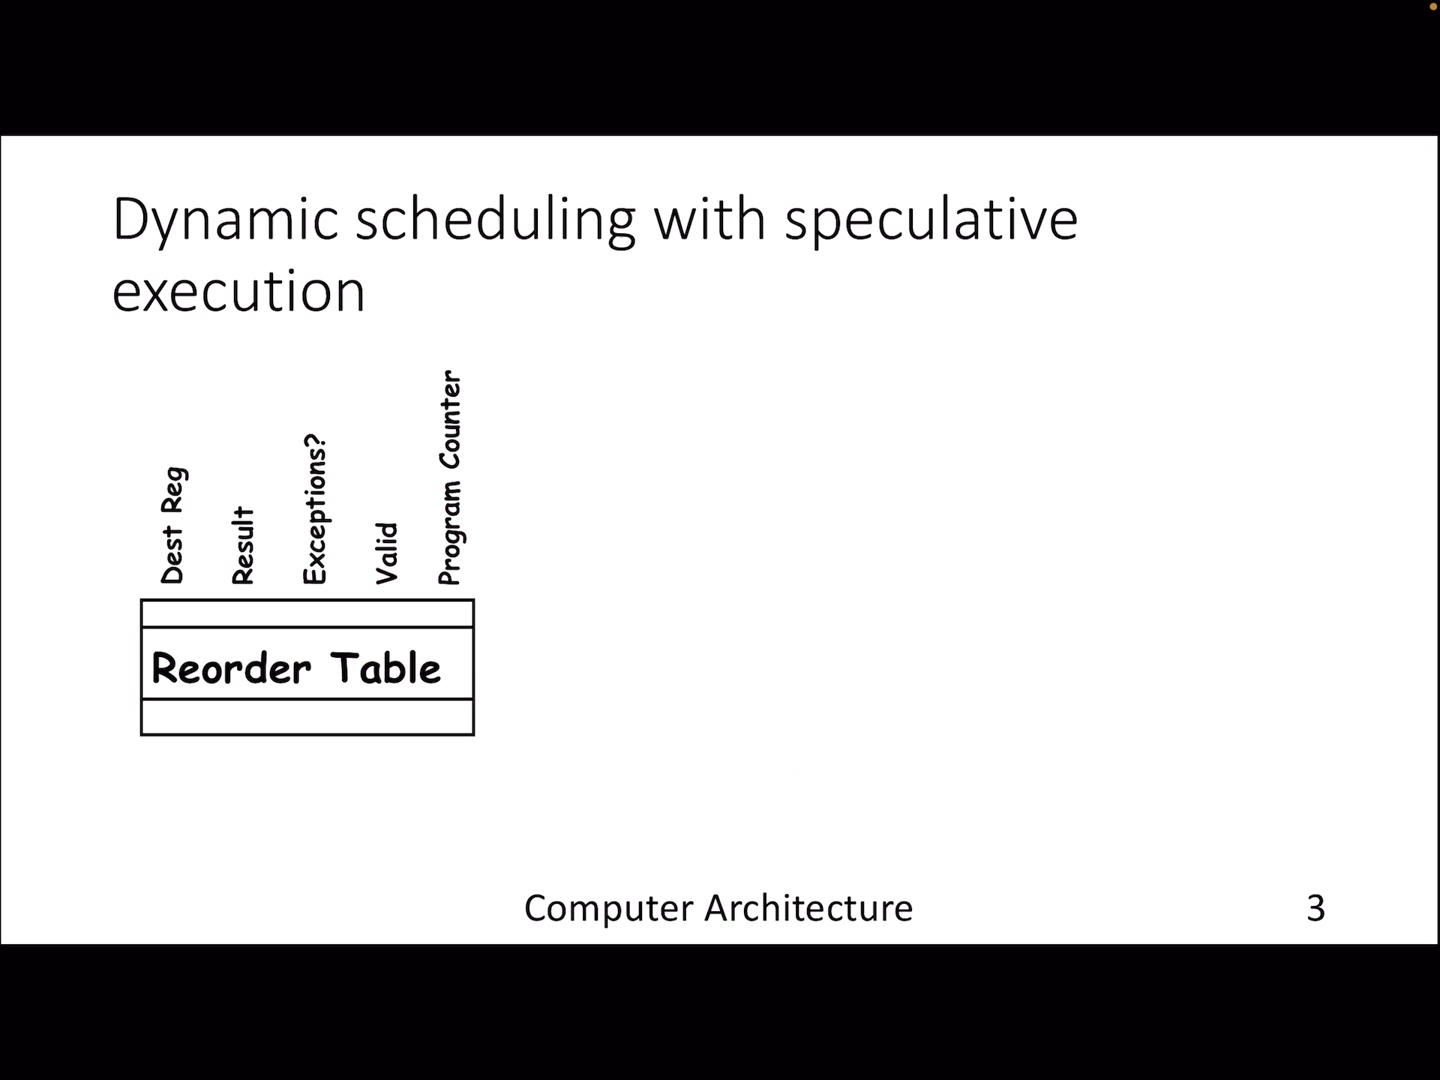 Dynamic scheduling with speculative
execution
Dest Reg
Result
Exceptions?
Valid
Program Counter
Reorder Table
Computer Architecture
3